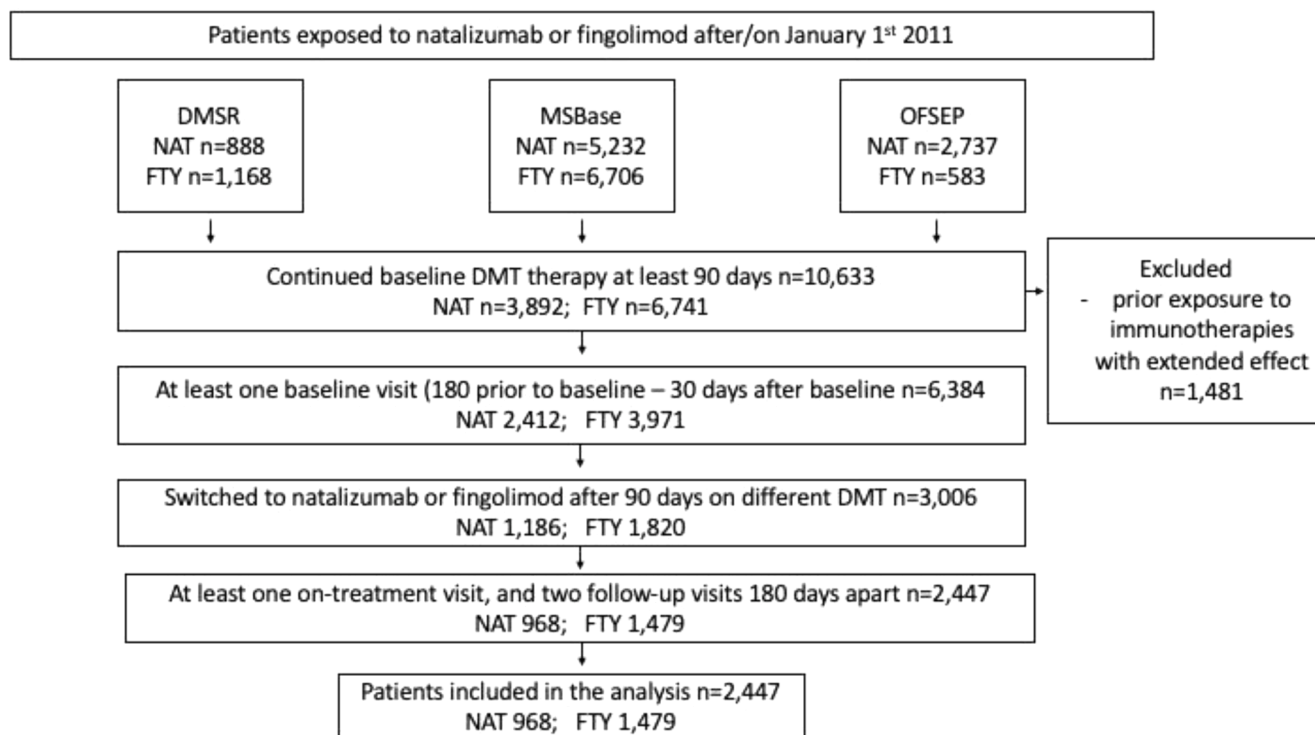 Patients exposed to natalizumab or fingolimod after/on January 1st 2011
DMSR
NAT n=888
FTY n=1,168
MSBase
NAT n=5,232
FTY n=6,706
OFSEP
NAT n=2,737
FTY n=583
Continued baseline DMT therapy at least 90 days n=10,633
NAT n=3,892; FTY n=6,741
Excluded
- prior exposure to
immunotherapies
with extended effect
n=1,481
At least one baseline visit (180 prior to baseline – 30 days after baseline n=6,384
NAT 2,412; FTY 3,971
Switched to natalizumab or fingolimod after 90 days on different DMT n=3,006
NAT 1,186; FTY 1,820
At least one on-treatment visit, and two follow-up visits 180 days apart n=2,447
NAT 968; FTY 1,479
Patients included in the analysis n=2,447
NAT 968; FTY 1,479